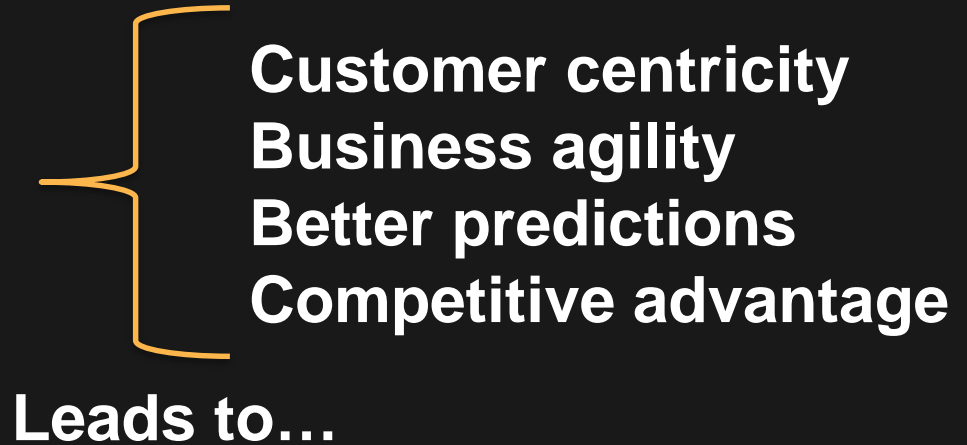 Customer centricity
Business agility
Better predictions
Competitive advantage
Leads to…